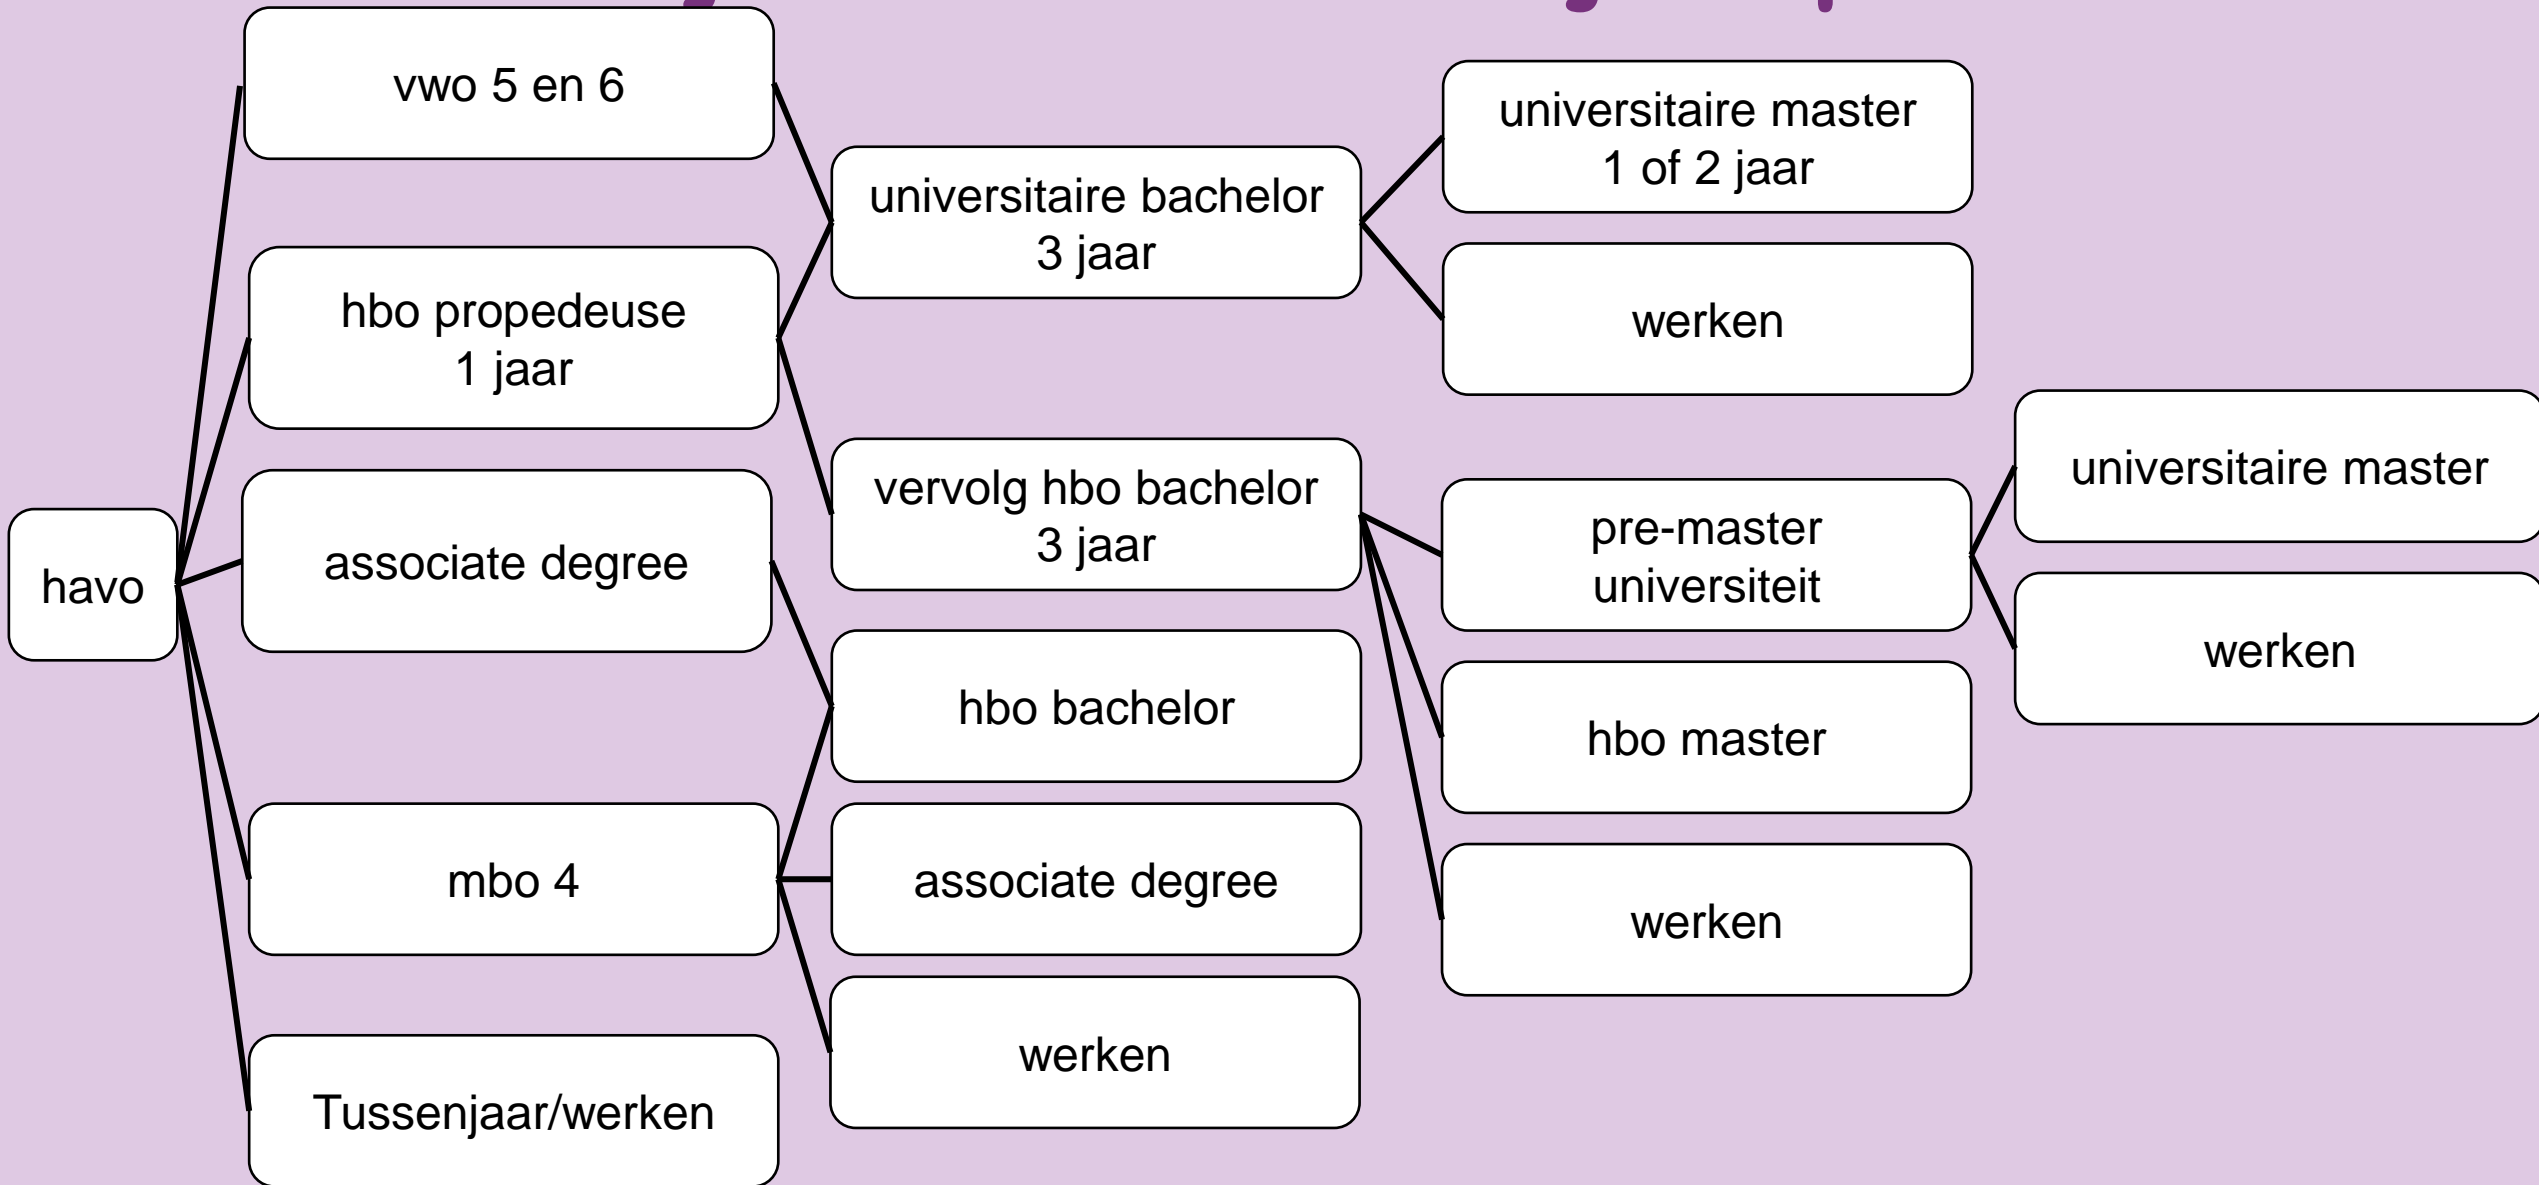 havo
vwo 5 en 6
hbo propedeuse
1 jaar
associate degree
mbo 4
Tussenjaar/werken
universitaire bachelor
3 jaar
vervolg hbo bachelor
3 jaar
hbo bachelor
associate degree
werken
universitaire master
1 of 2 jaar
werken
pre-master
universiteit
hbo master
werken
universitaire master
werken